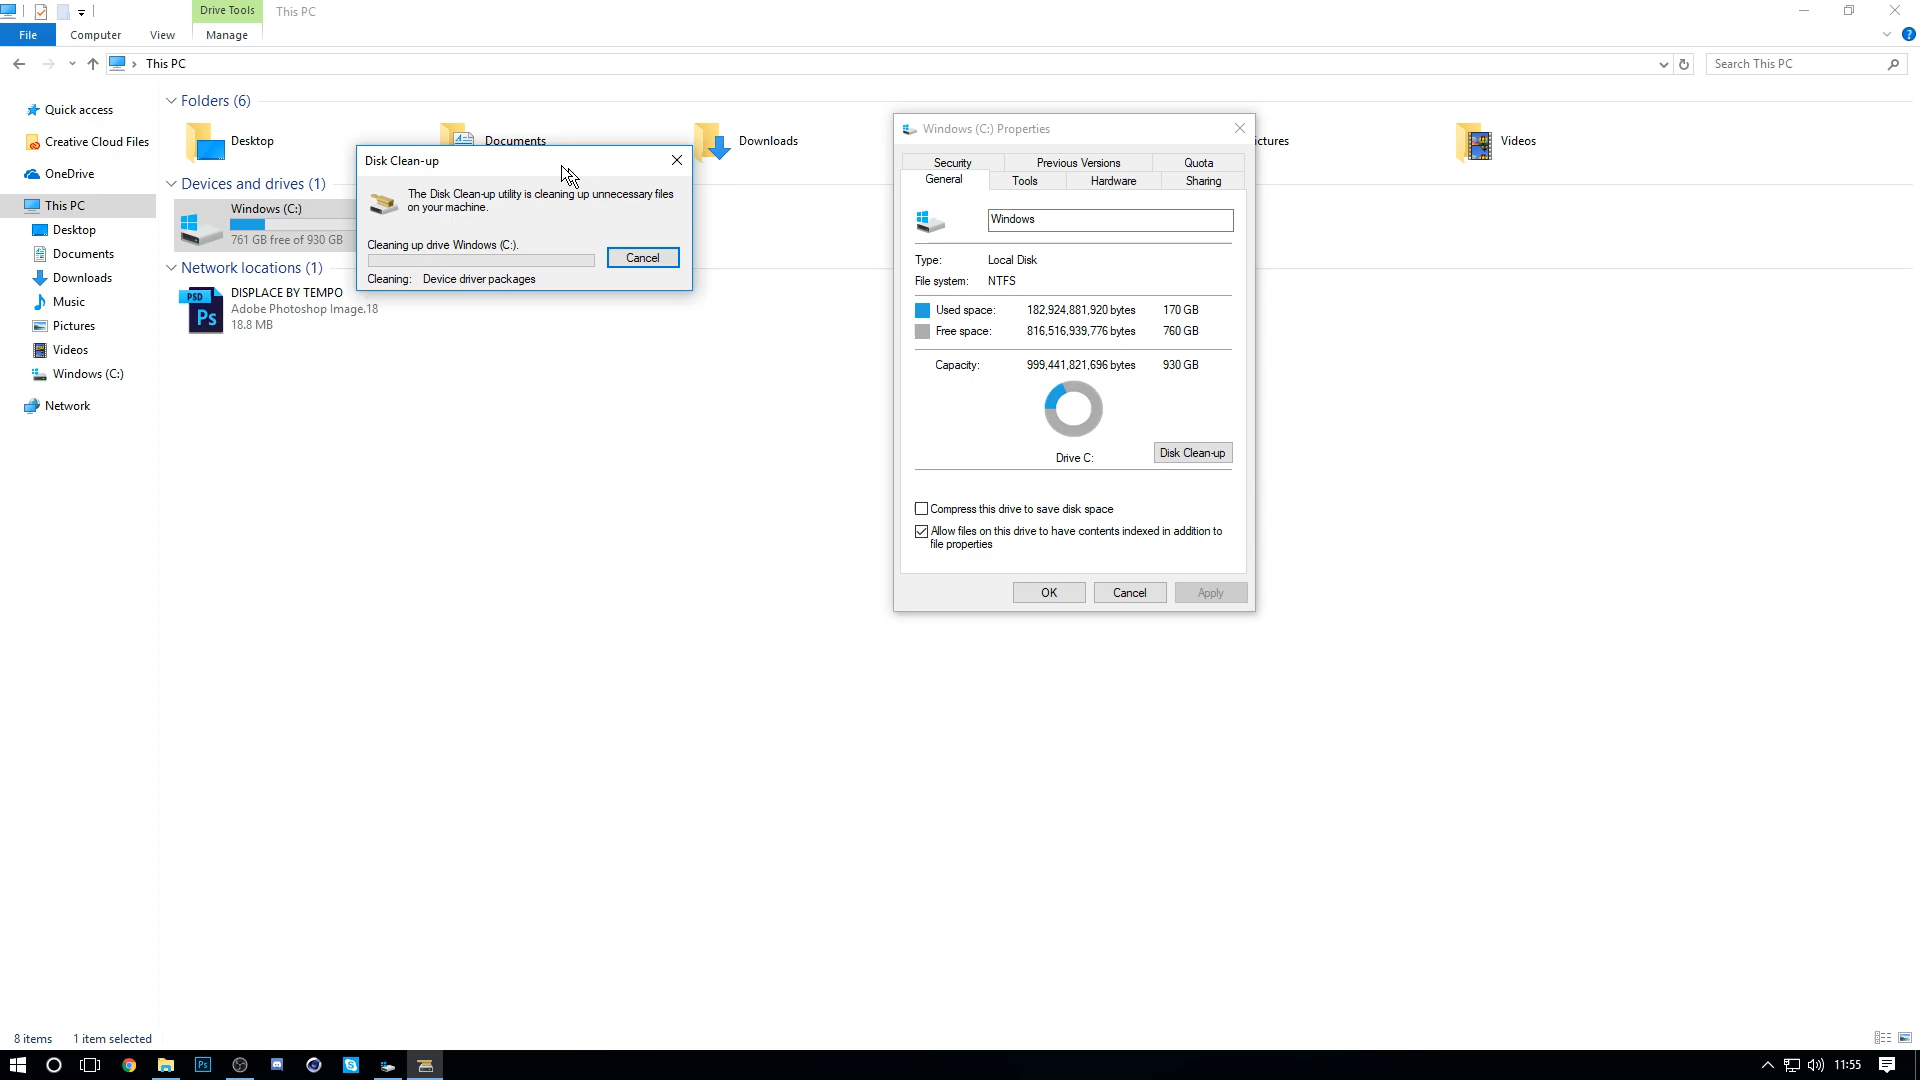 Drive Tools
This PC
File
Computer
View
Manage
This PC
Search This PC
Quick access
Creative Cloud Files
OneDrive
This PC
Desktop
Documents
Downloads
Music
Pictures
Videos
Windows (C:)
Network
Folders (6)
Desktop
Documents
Downloads
ictures
Videos
Devices and drives (1)
Windows (C:)
761 GB free of 930 GB
Network locations (1)
PSD
Ps
DISPLACE BY TEMPO
Adobe Photoshop Image.18
18.8 MB
Disk Clean-up
The Disk Clean-up utility is cleaning up unnecessary files
on your machine.
Cleaning up drive Windows (C:).
Cancel
Cleaning: Device driver packages
Windows (C:) Properties
Security
Previous Versions
Quota
General
Tools
Hardware
Sharing
Windows
Type: Local Disk
File system: NTFS
Used space: 182,924,881,920 bytes 170 GB
Free space: 816,516,939,776 bytes 760 GB
Capacity: 999,441,821,696 bytes 930 GB
Drive C:
Disk Clean-up
Compress this drive to save disk space
Allow files on this drive to have contents indexed in addition to
file properties
OK
Cancel
Apply
8 items
1 item selected
Ps
11:55